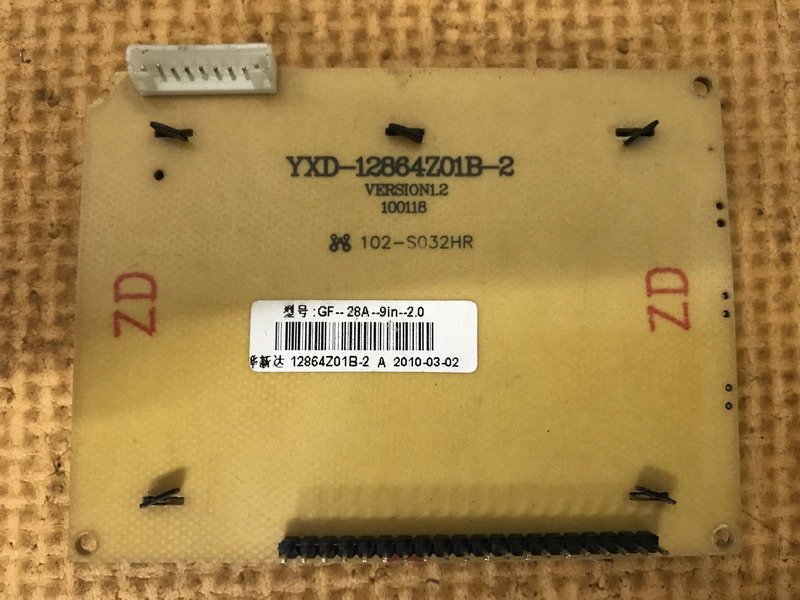 YXD-12864Z01B-2
VERSION1.2
100118
102-S032HR
ZD
ZD
型号:GF--28A--9in--2.0
华新达 12864Z01B-2 A 2010-03-02